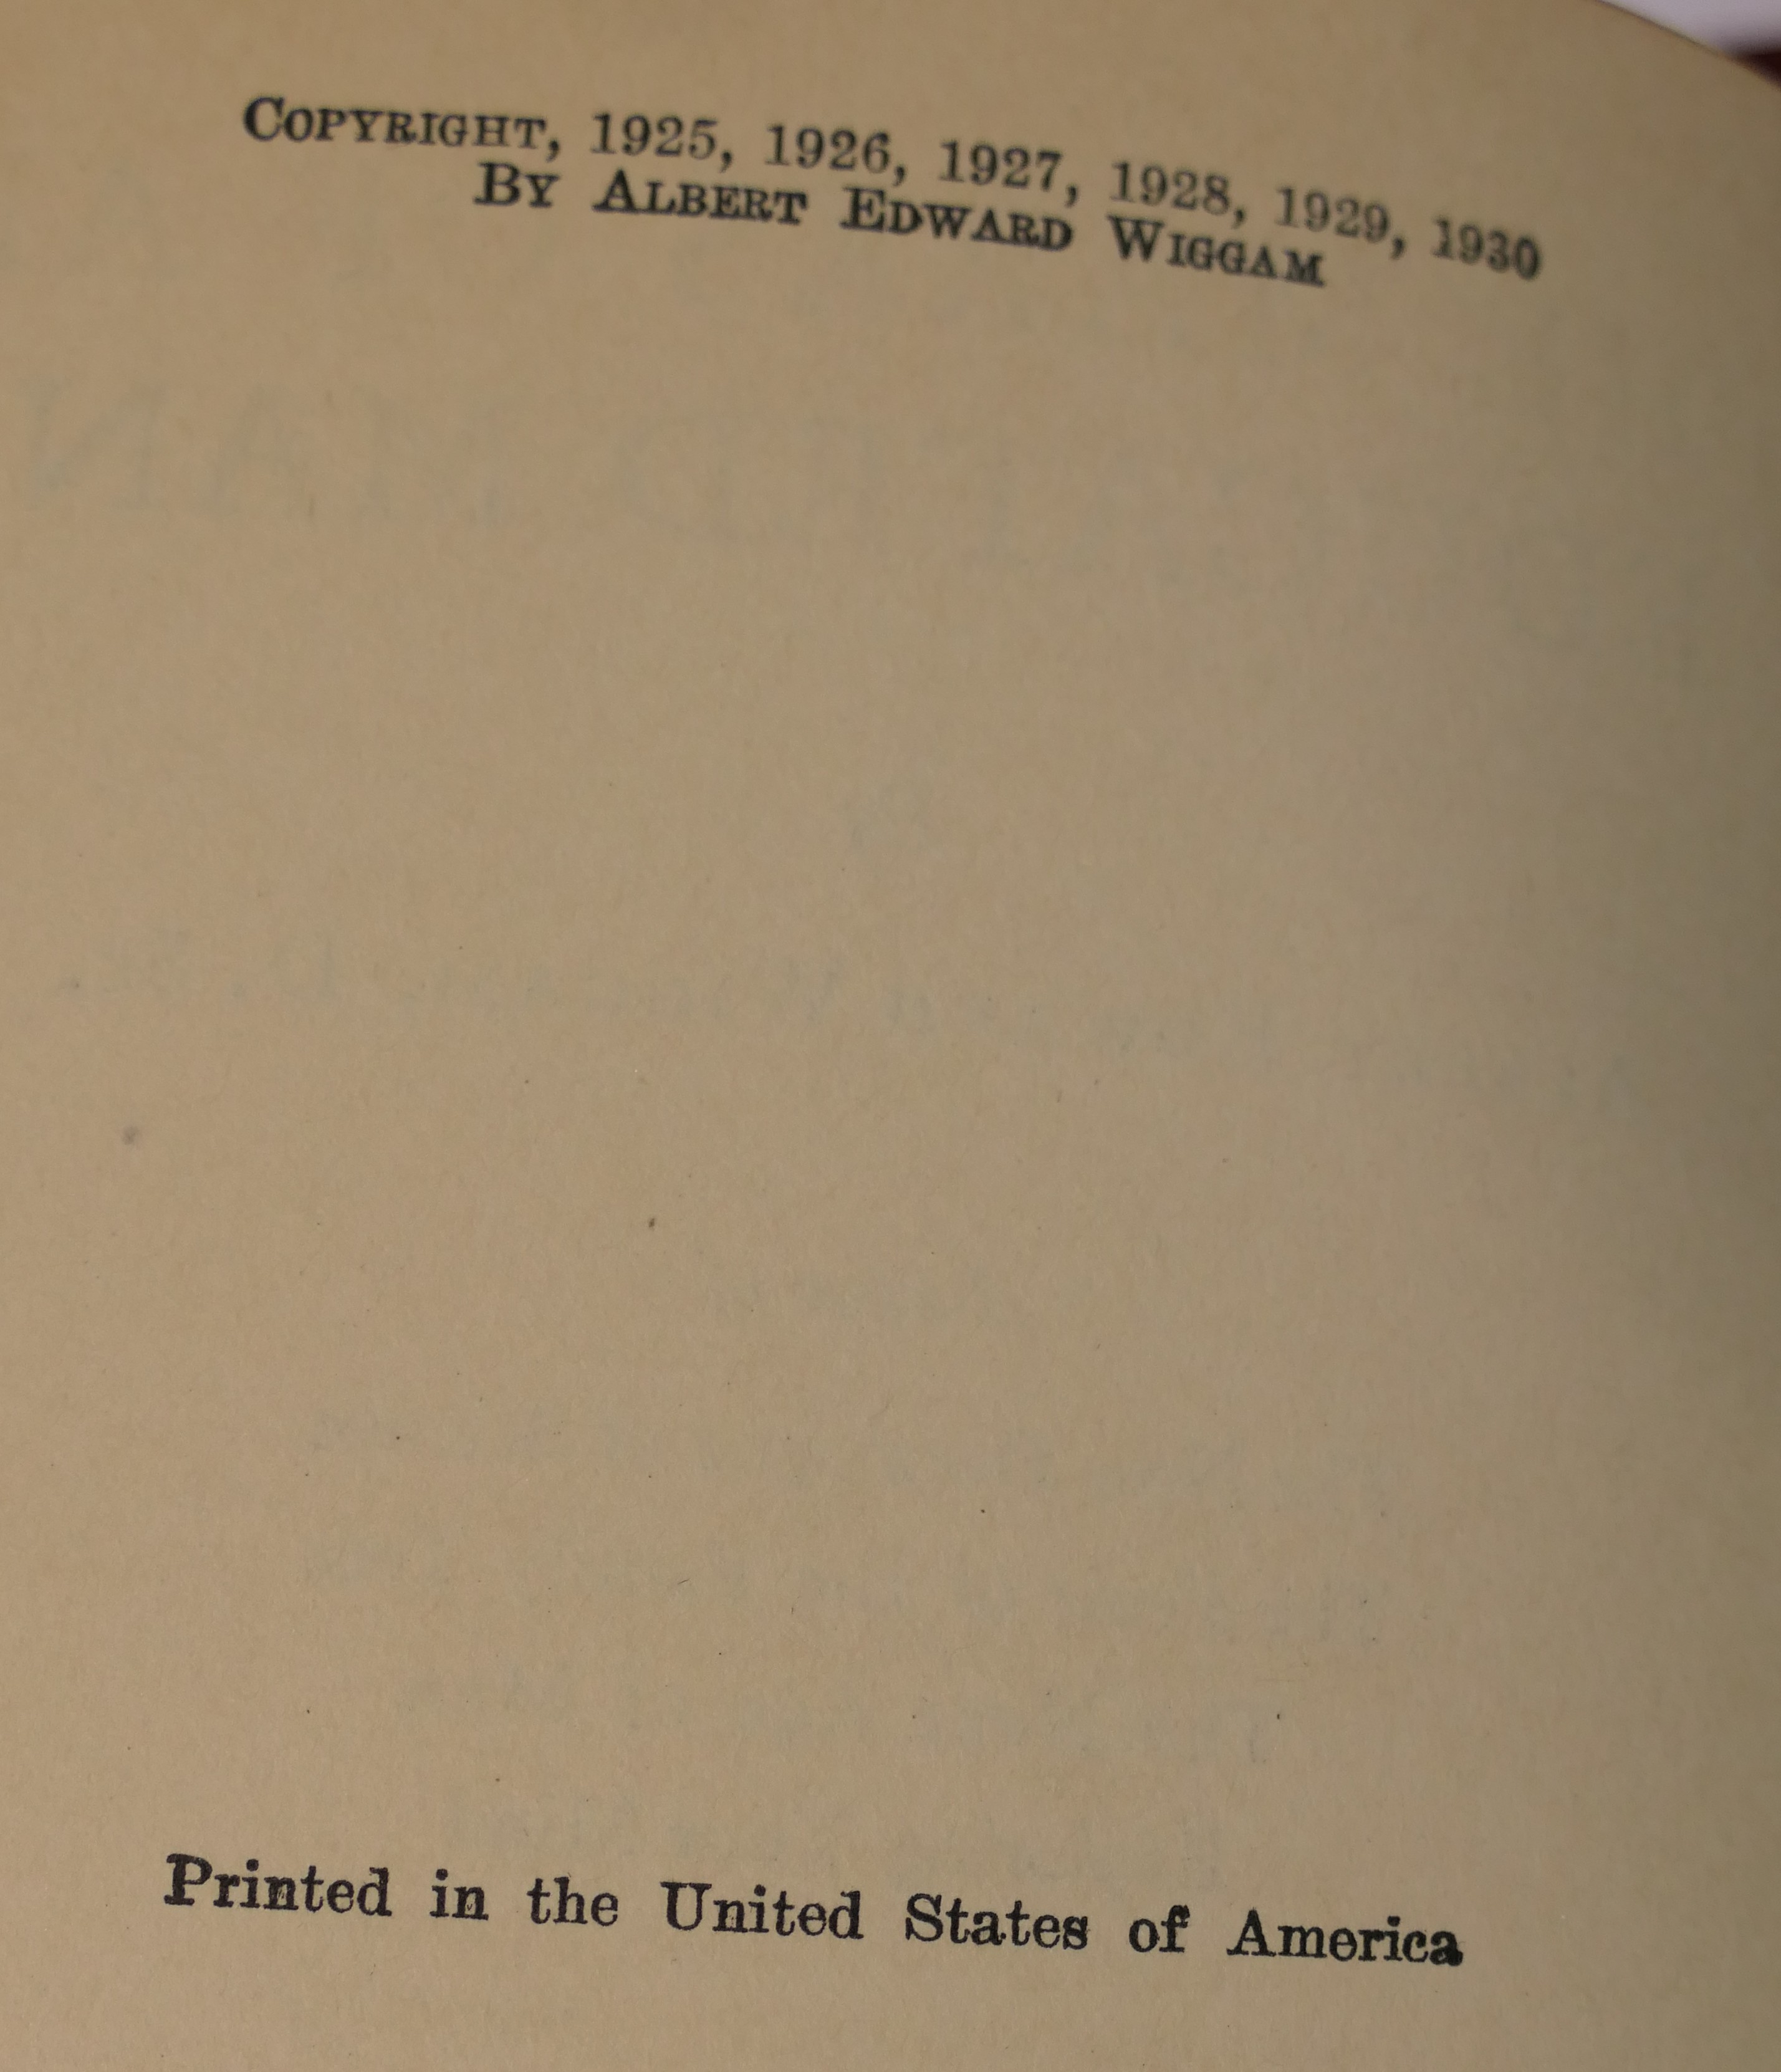 COPYRIGHT, 1925, 1926, 1927, 1928, 1929, 1930
BY ALBERT EDWARD WIGGAM
Printed in the United States of America